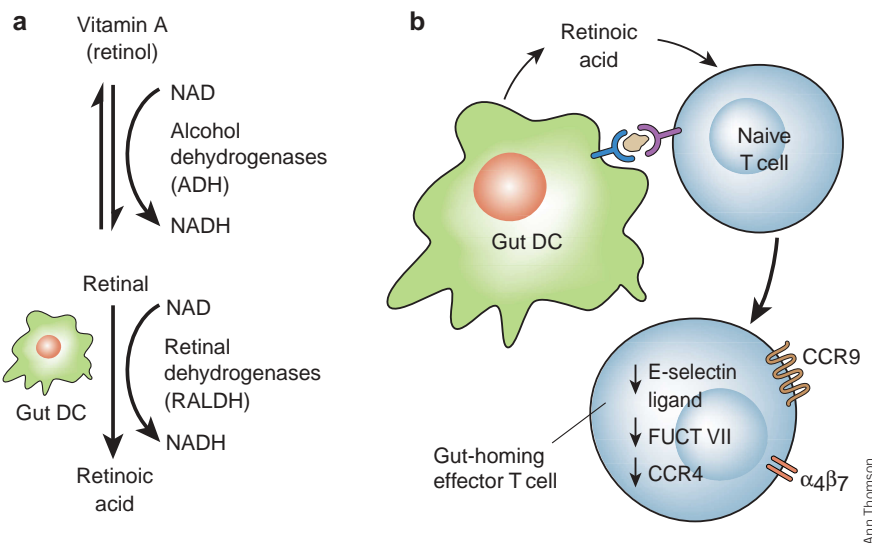 a
Vitamin A
(retinol)
NAD
Alcohol
dehydrogenases
(ADH)
NADH
Retinal
NAD
Retinal
dehydrogenases
(RALDH)
Gut DC
NADH
Retinoic
acid
b
Retinoic
acid
Naive
T cell
Gut DC
CCR9
E-selectin
ligand
FUCT VII
CCR4
Gut-homing
effector T cell
α4β7
Ann Thomson